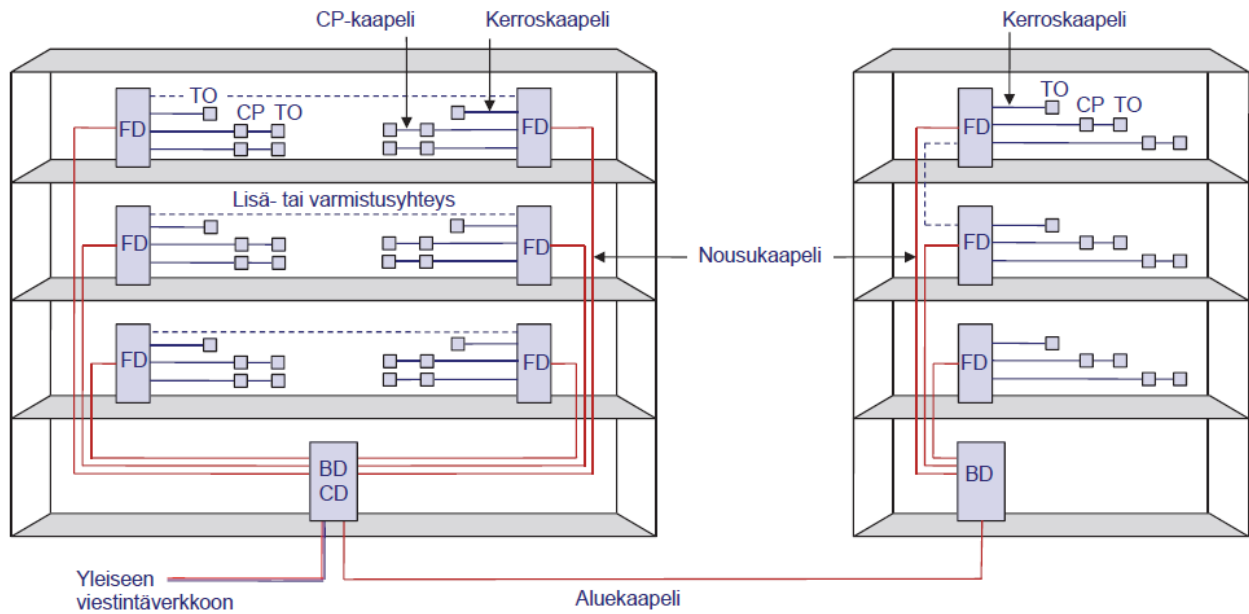 CP-kaapeli
Kerroskaapeli
Kerroskaapeli
TO
CP TO
FD
FD
TO
CP TO
FD
Lisä- tai varmistusyhteys
FD
FD
Nousukaapeli
FD
FD
FD
FD
BD
CD
BD
Yleiseen
viestintäverkkoon
Aluekaapeli